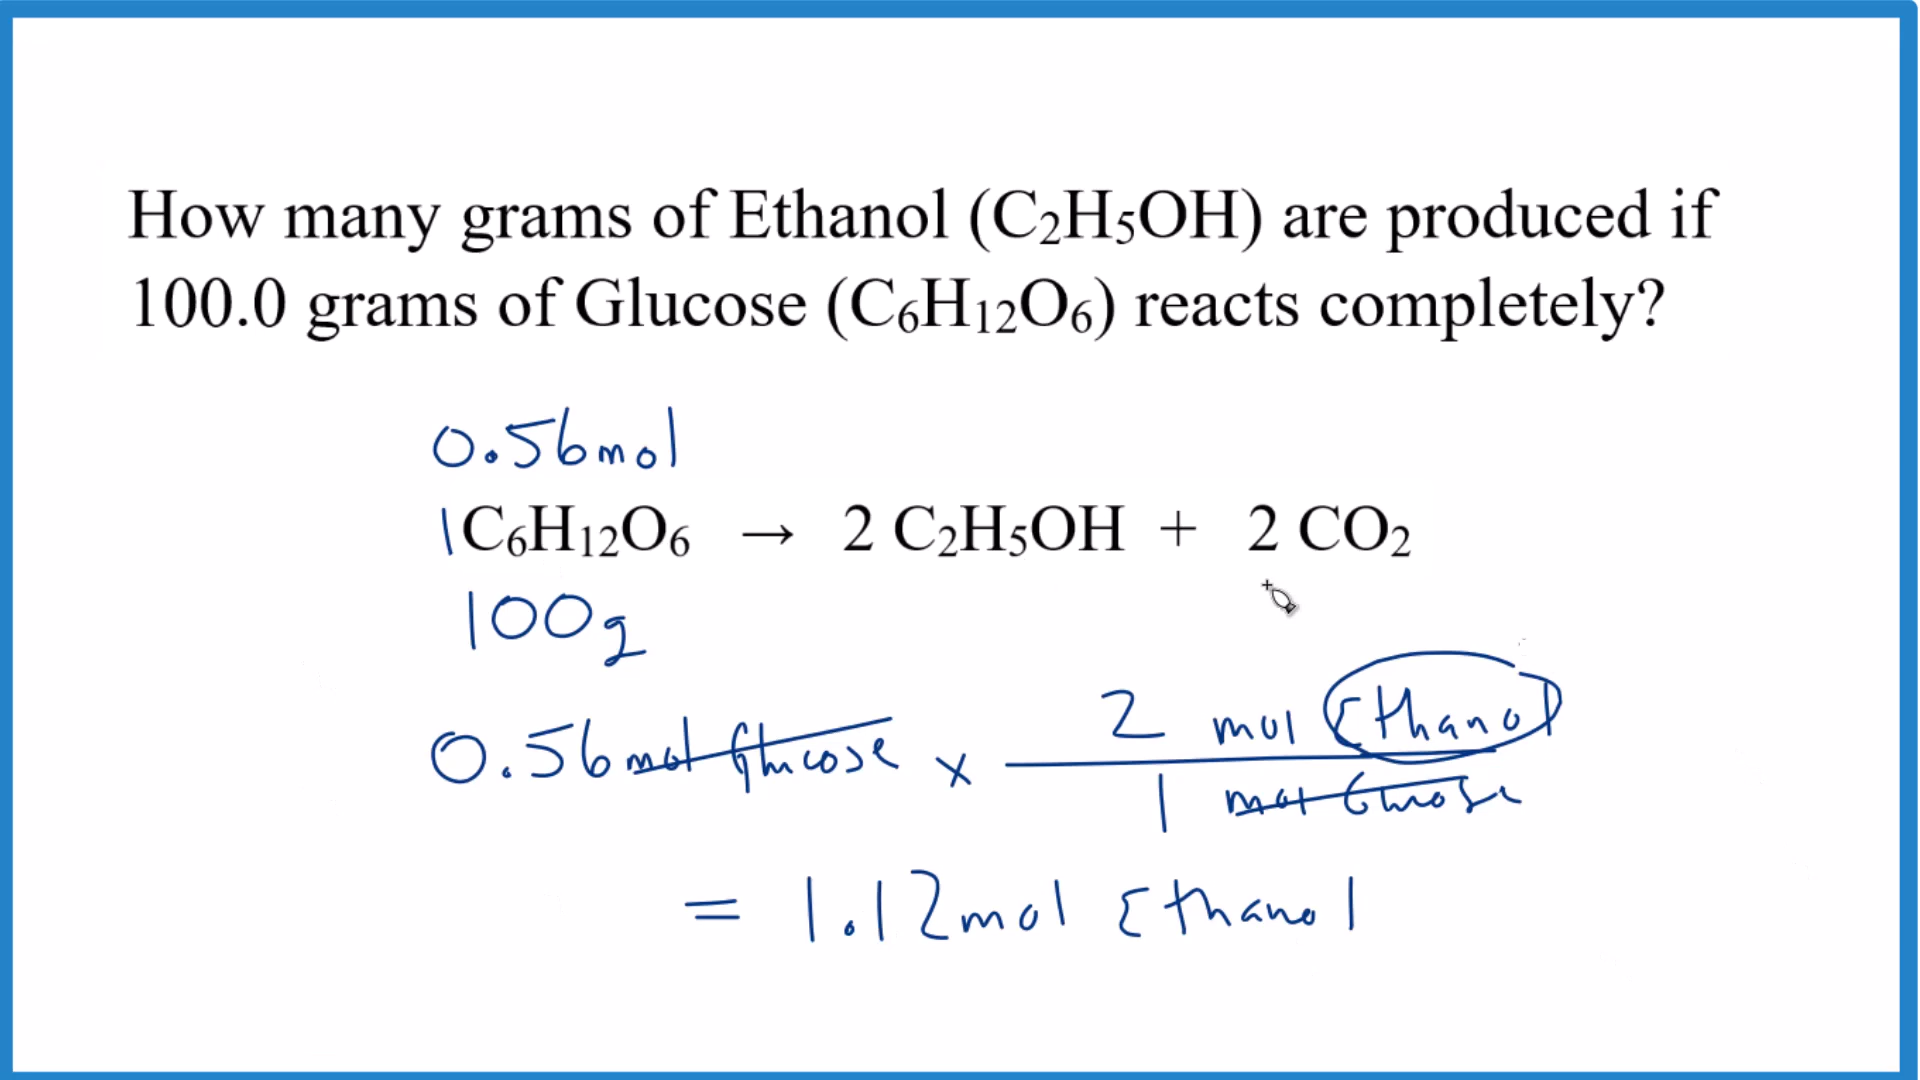 How many grams of Ethanol (C₂H₅OH) are produced if
100.0 grams of Glucose (C₆H₁₂O₆) reacts completely?
0.56mol
1C₆H₁₂O₆ → 2 C₂H₅OH + 2 CO₂
100g
2 mol Ethanol
0.56 mol Glucose x
1 mol Glucose
= 1.12mol Ethanol